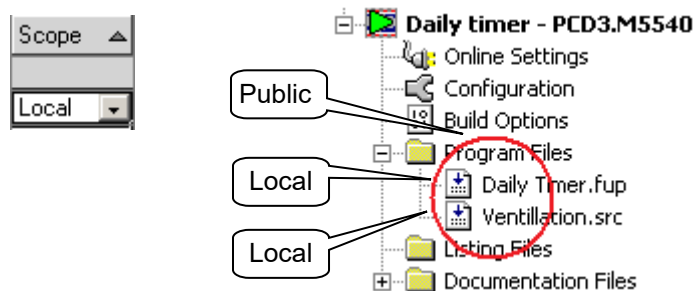 Scope
Local
Daily timer - PCD3.M5540
Online Settings
Configuration
Public
Build Options
Program Files
Local
Daily Timer.fup
Ventillation.src
Local
Listing Files
Documentation Files